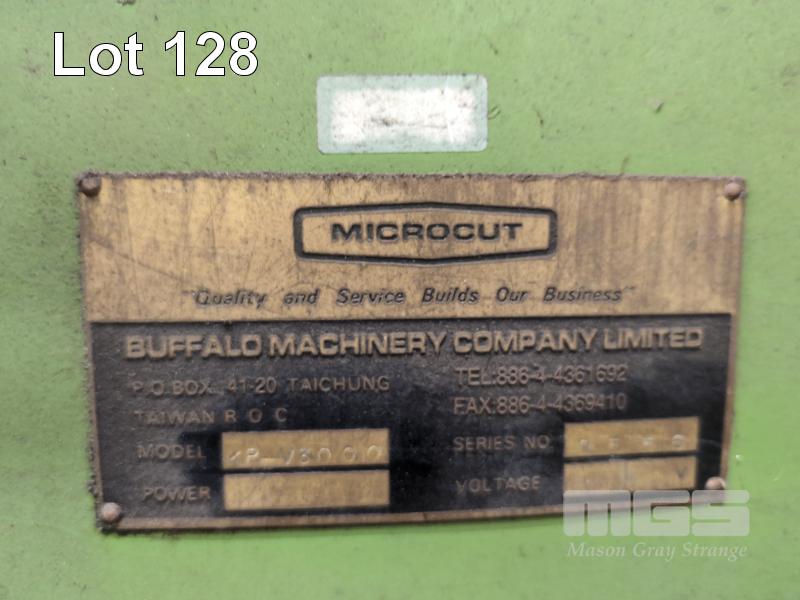 Lot 128
MICROCUT
"Quality and Service Builds Our Business"
BUFFALO MACHINERY COMPANY LIMITED
P.O.BOX 41-20 TAICHUNG
TAIWAN R O C
TEL:886-4-4361692
FAX:886-4-4369410
MODEL V3000
SERIES NO.
POWER
VOLTAGE V
MGS
Mason Gray Strange